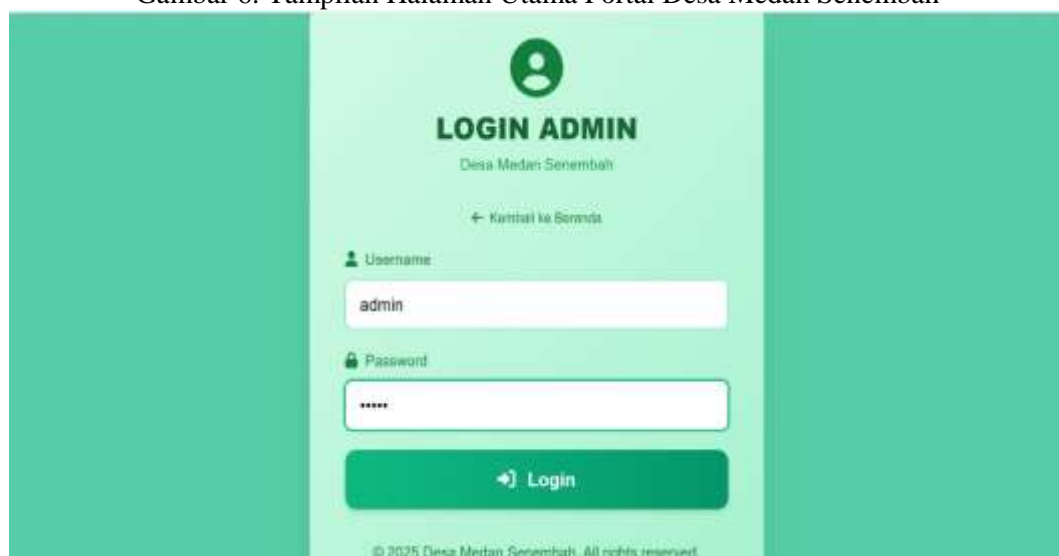 Gambar 6. Tampilan Halaman Utama Portal Desa Medan Senembah
LOGIN ADMIN
Desa Medan Senembah
← Kembali ke Beranda
Username
admin
Password
•••••
Login
© 2025 Desa Medan Senembah. All rights reserved.